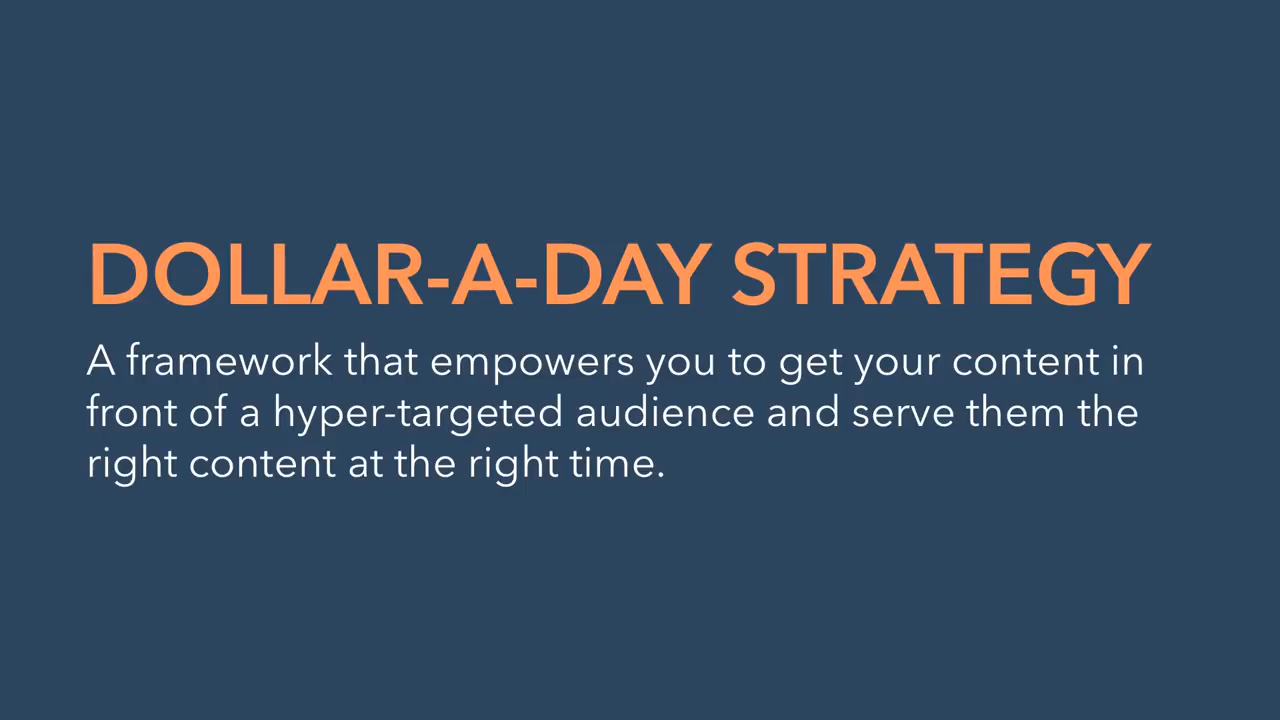 DOLLAR-A-DAY STRATEGY
A framework that empowers you to get your content in
front of a hyper-targeted audience and serve them the
right content at the right time.